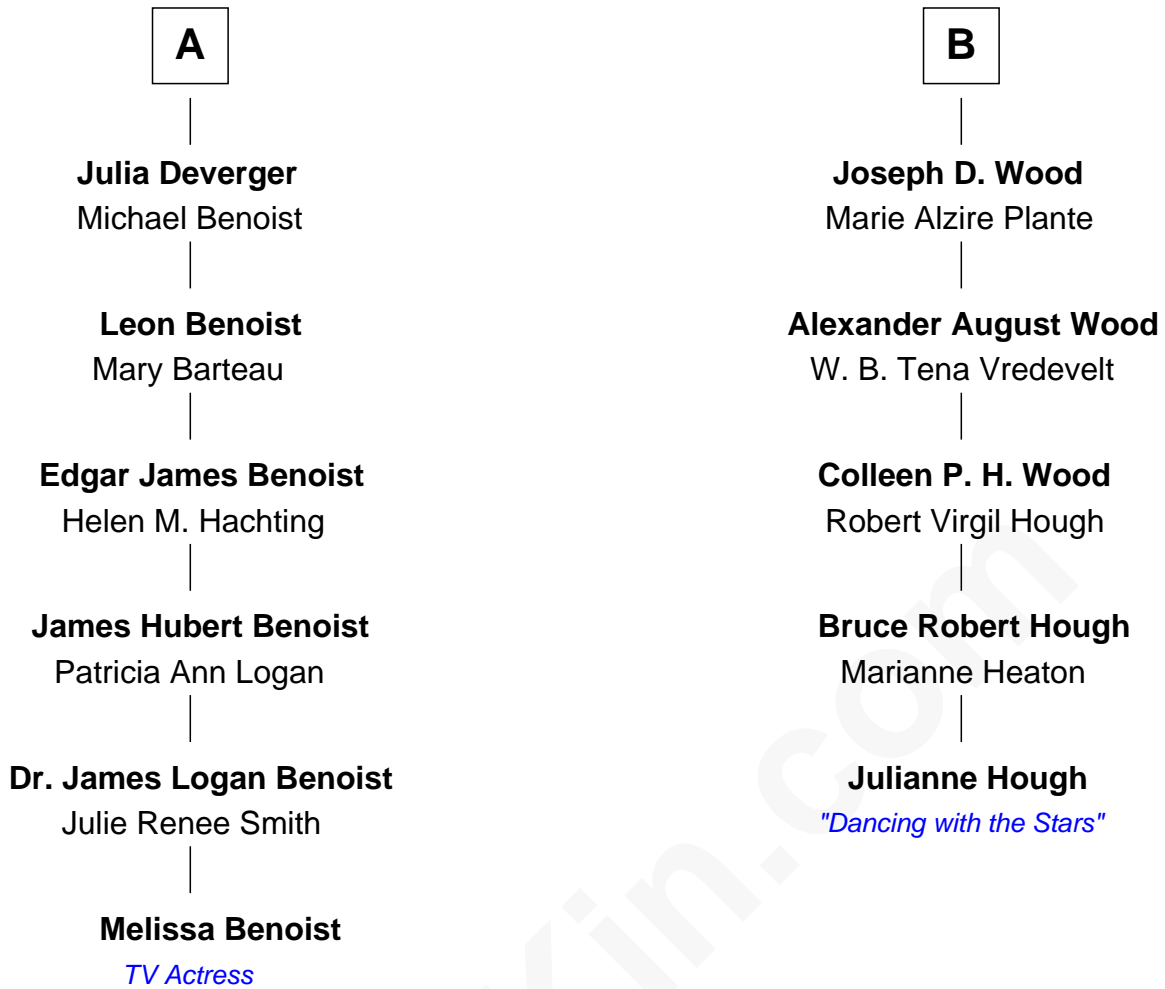 A
Julia Deverger
Michael Benoist
Leon Benoist
Mary Barteau
Edgar James Benoist
Helen M. Hachting
James Hubert Benoist
Patricia Ann Logan
Dr. James Logan Benoist
Julie Renee Smith
Melissa Benoist
TV Actress
B
Joseph D. Wood
Marie Alzire Plante
Alexander August Wood
W. B. Tena Vredevelt
Colleen P. H. Wood
Robert Virgil Hough
Bruce Robert Hough
Marianne Heaton
Julianne Hough
"Dancing with the Stars"
Kin.com